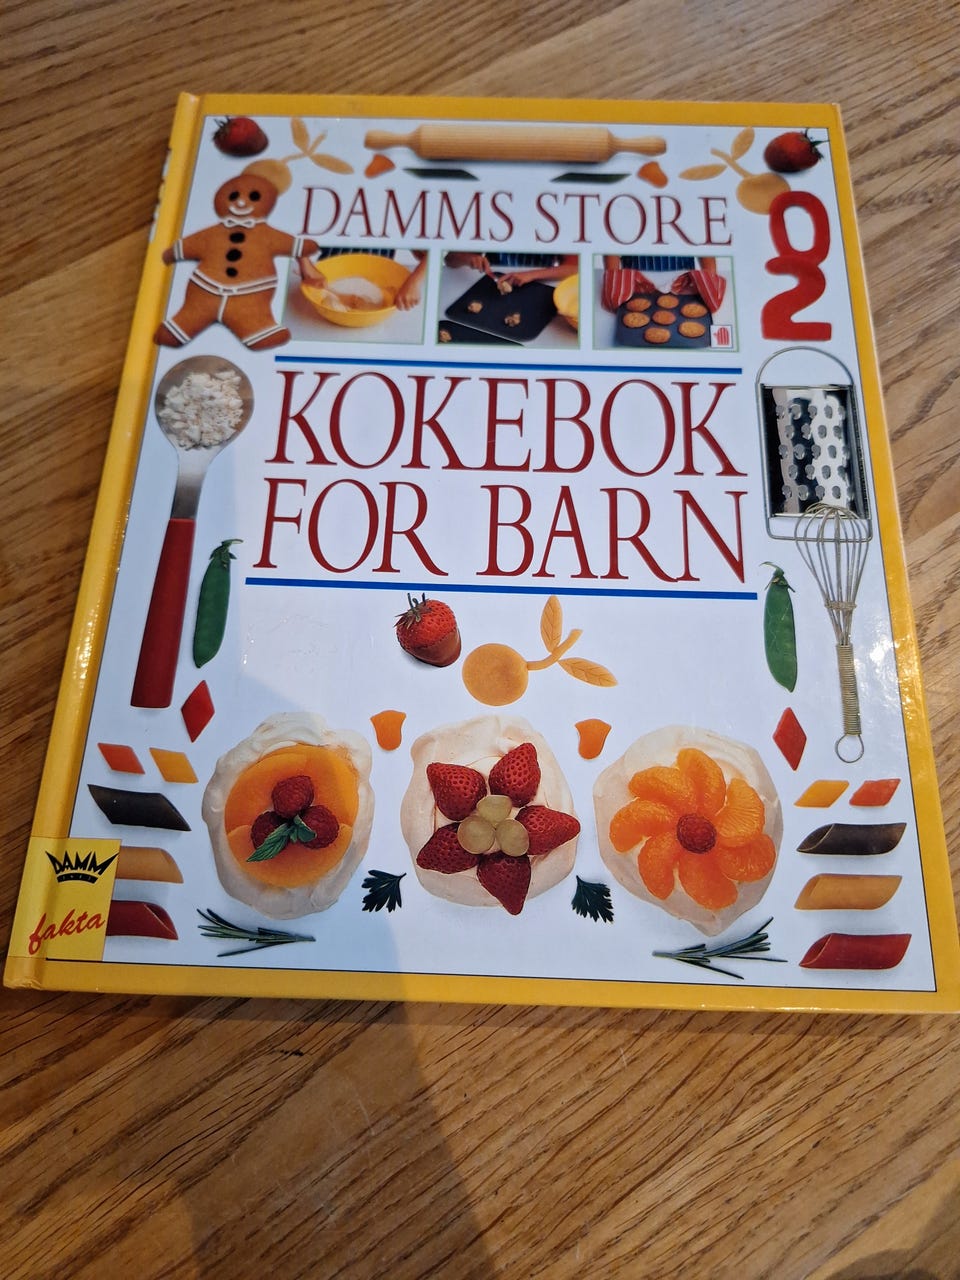 DAMMS STORE
KOKEBOK
FOR BARN
DAMM
fakta